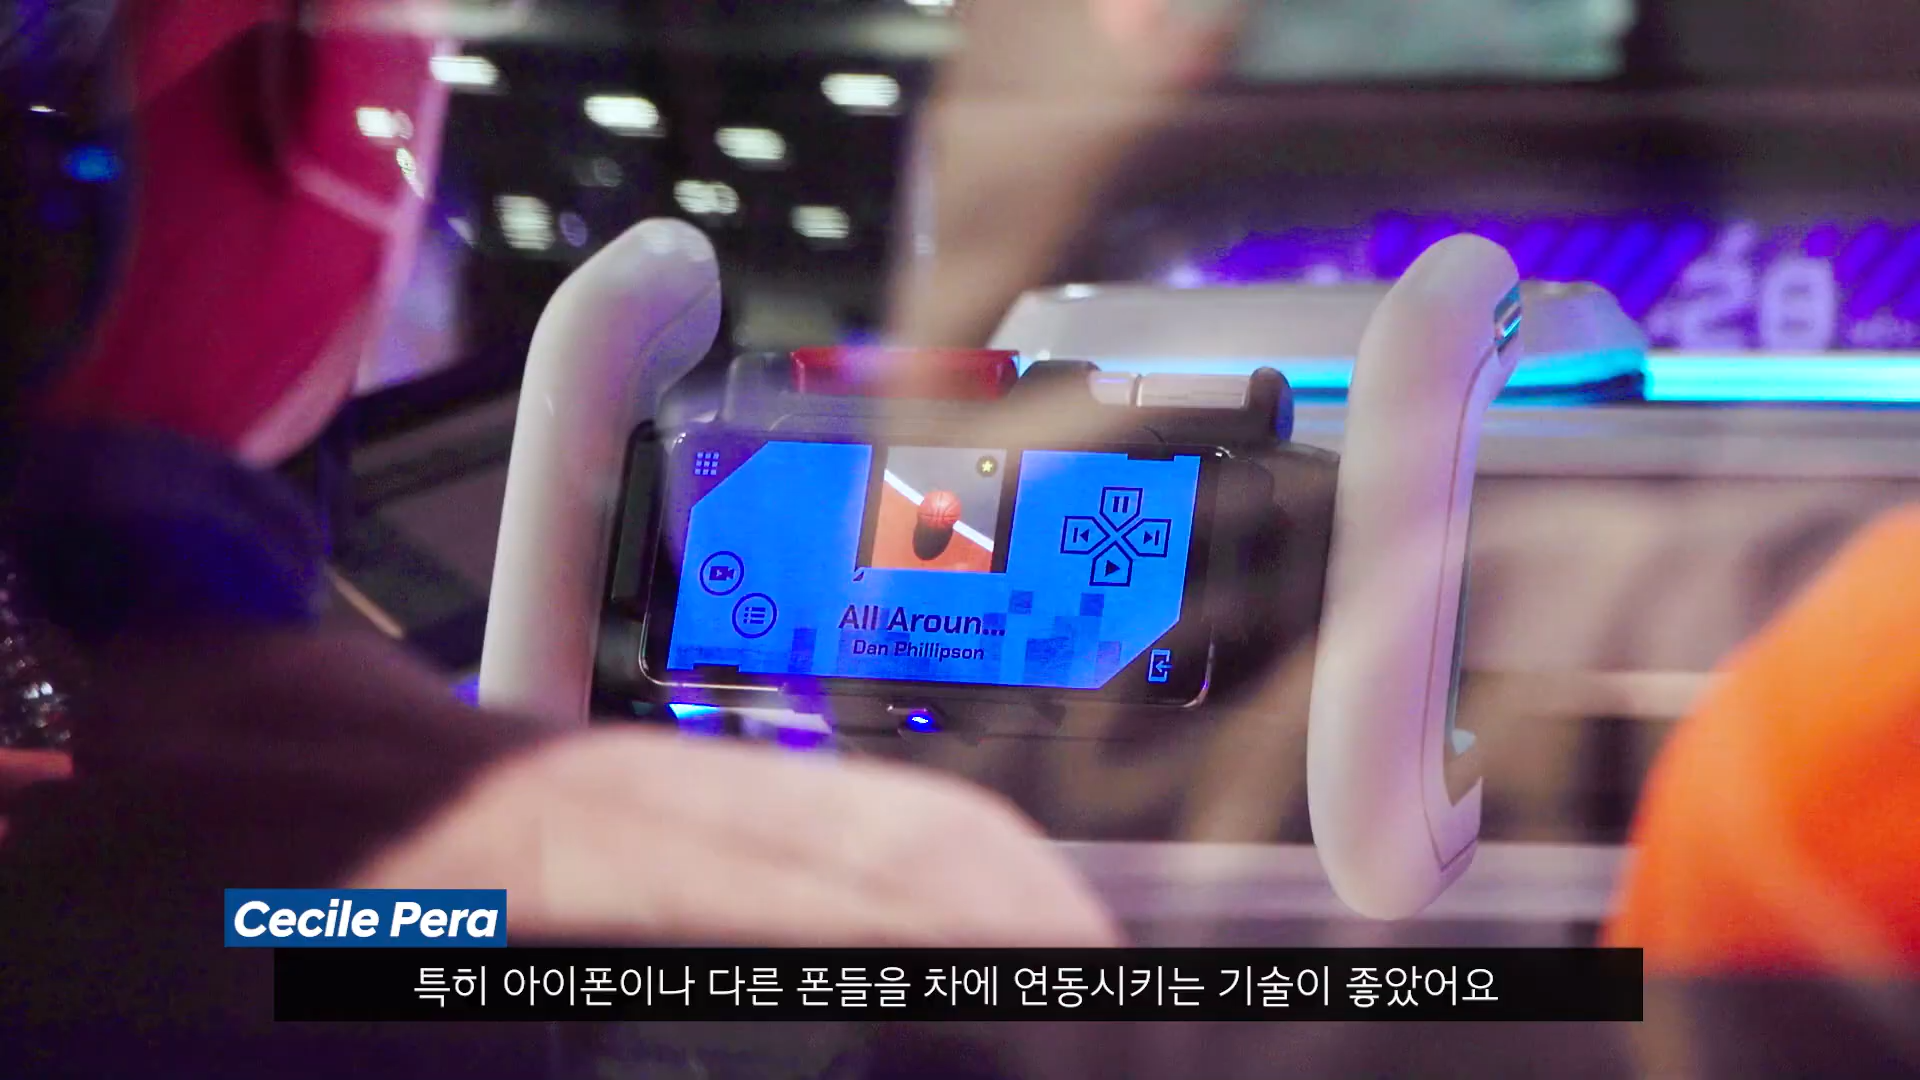 28
All Aroun...
Dan Phillipson
Cecile Pera
특히 아이폰이나 다른 폰들을 차에 연동시키는 기술이 좋았어요